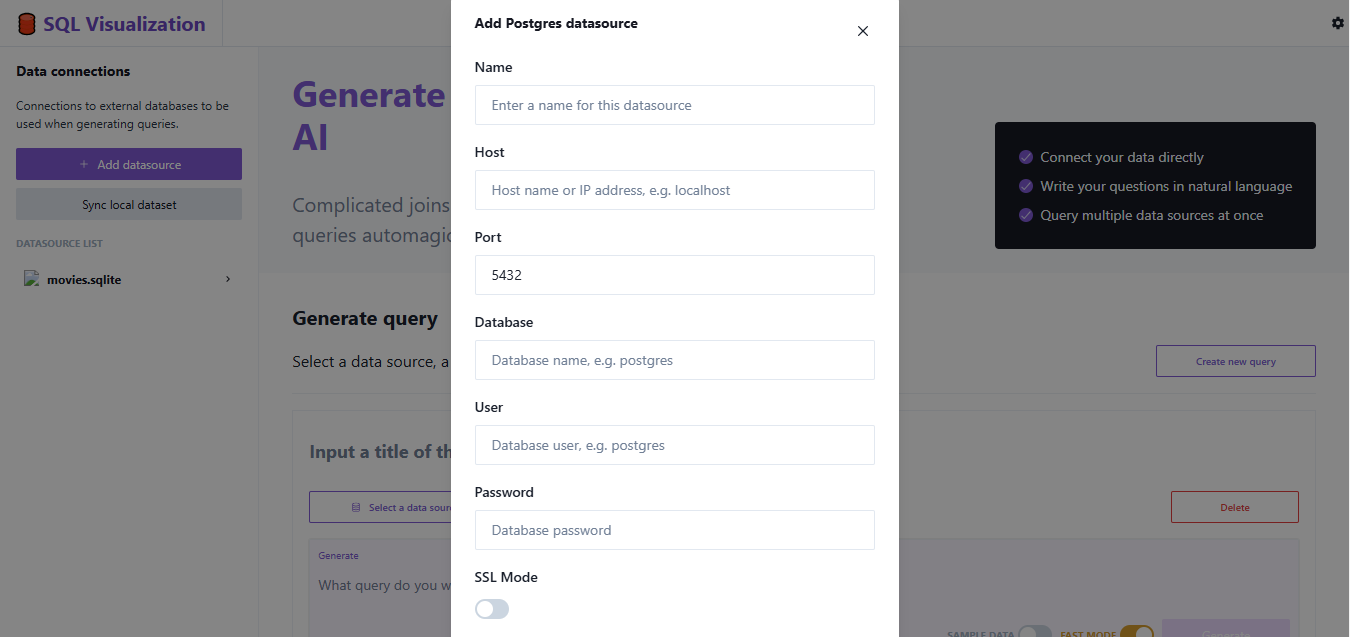 SQL Visualization
Data connections
Connections to external databases to be
used when generating queries.
+ Add datasource
Sync local dataset
DATASOURCE LIST
movies.sqlite
Generate
AI
Complicated joins
queries automagic
Connect your data directly
Write your questions in natural language
Query multiple data sources at once
Generate query
Select a data source, a
Create new query
Input a title of th
Select a data sourc
Delete
Generate
What query do you w
SAMPLE DATA
FAST MODE
Generate
Add Postgres datasource
Name
Enter a name for this datasource
Host
Host name or IP address, e.g. localhost
Port
5432
Database
Database name, e.g. postgres
User
Database user, e.g. postgres
Password
Database password
SSL Mode